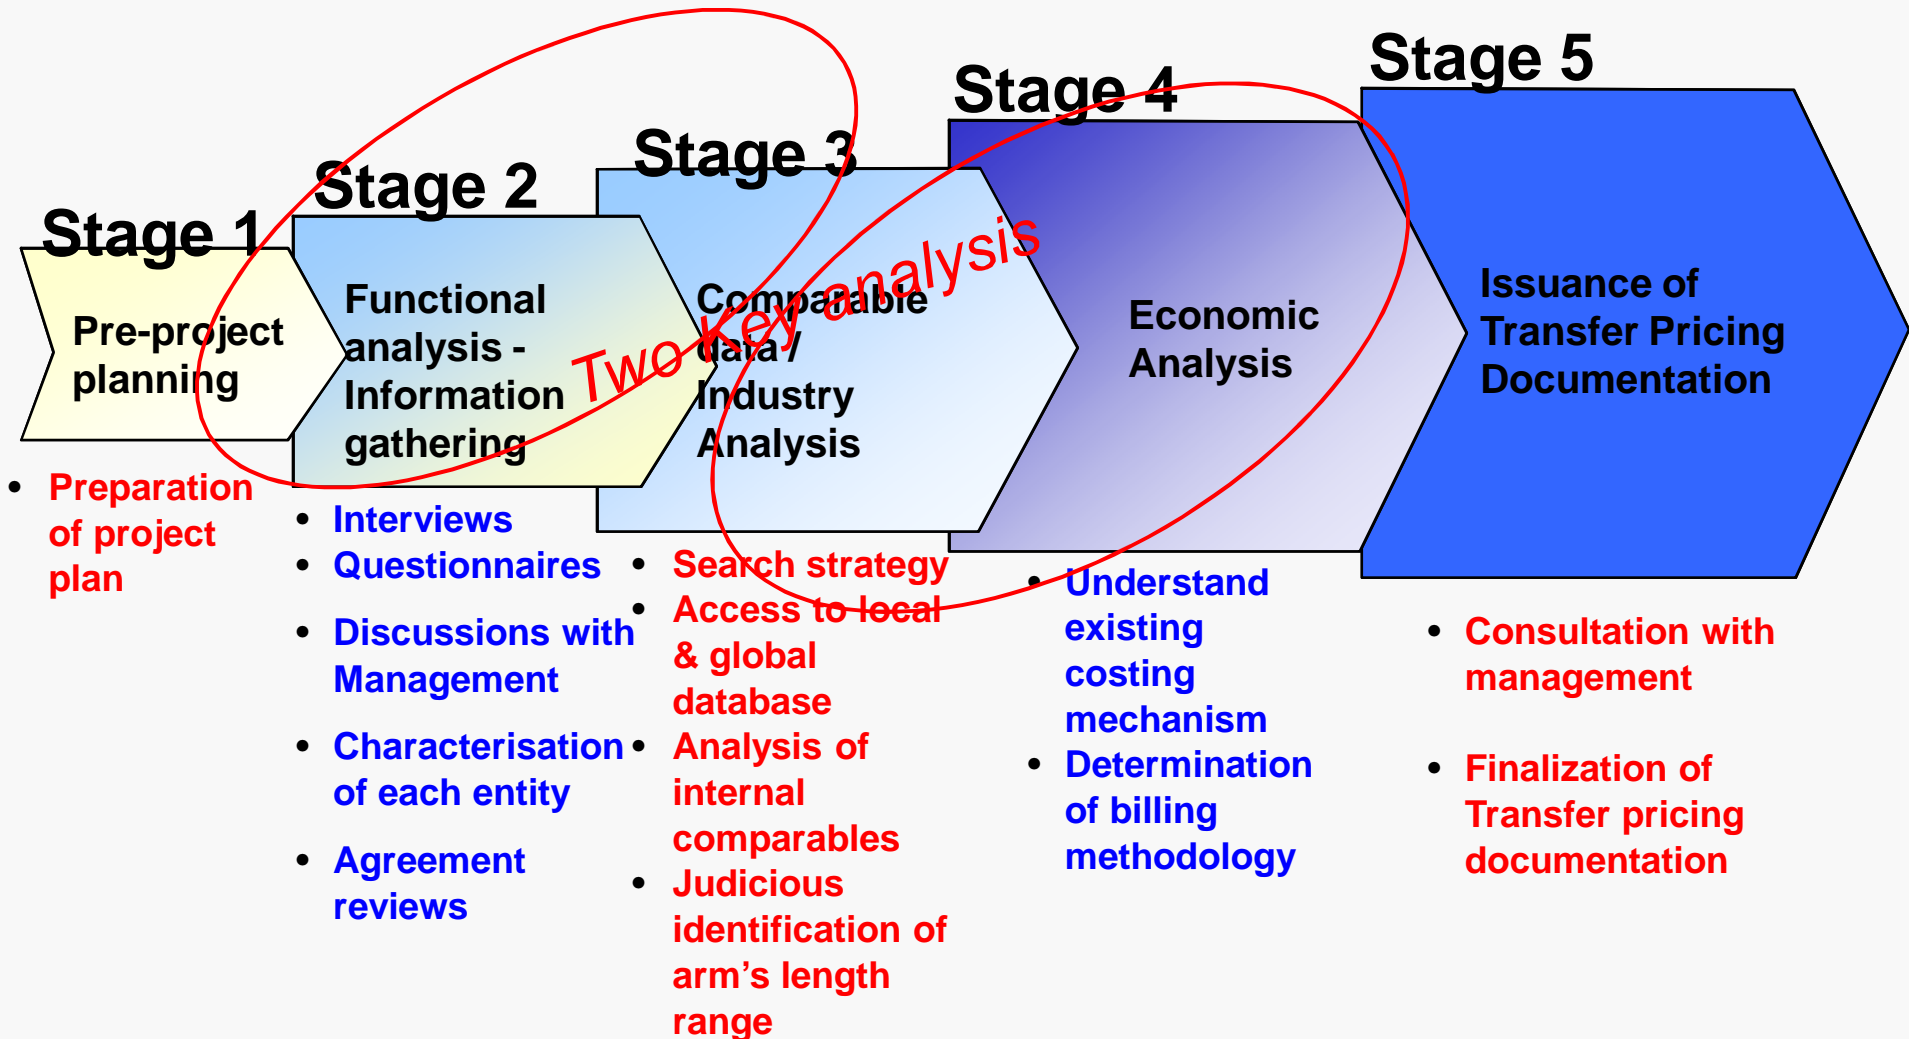 Stage 1
Pre-project
planning
• Preparation
of project
plan
Stage 2
Functional
analysis -
Information
gathering
• Interviews
• Questionnaires
• Discussions with
Management
• Characterisation
of each entity
• Agreement
reviews
Two Key analysis
Stage 3
Comparable
data /
Industry
Analysis
• Search strategy
• Access to local
& global
database
• Analysis of
internal
comparables
• Judicious
identification of
arm’s length
range
Stage 4
Economic
Analysis
• Understand
existing
costing
mechanism
• Determination
of billing
methodology
Stage 5
Issuance of
Transfer Pricing
Documentation
• Consultation with
management
• Finalization of
Transfer pricing
documentation